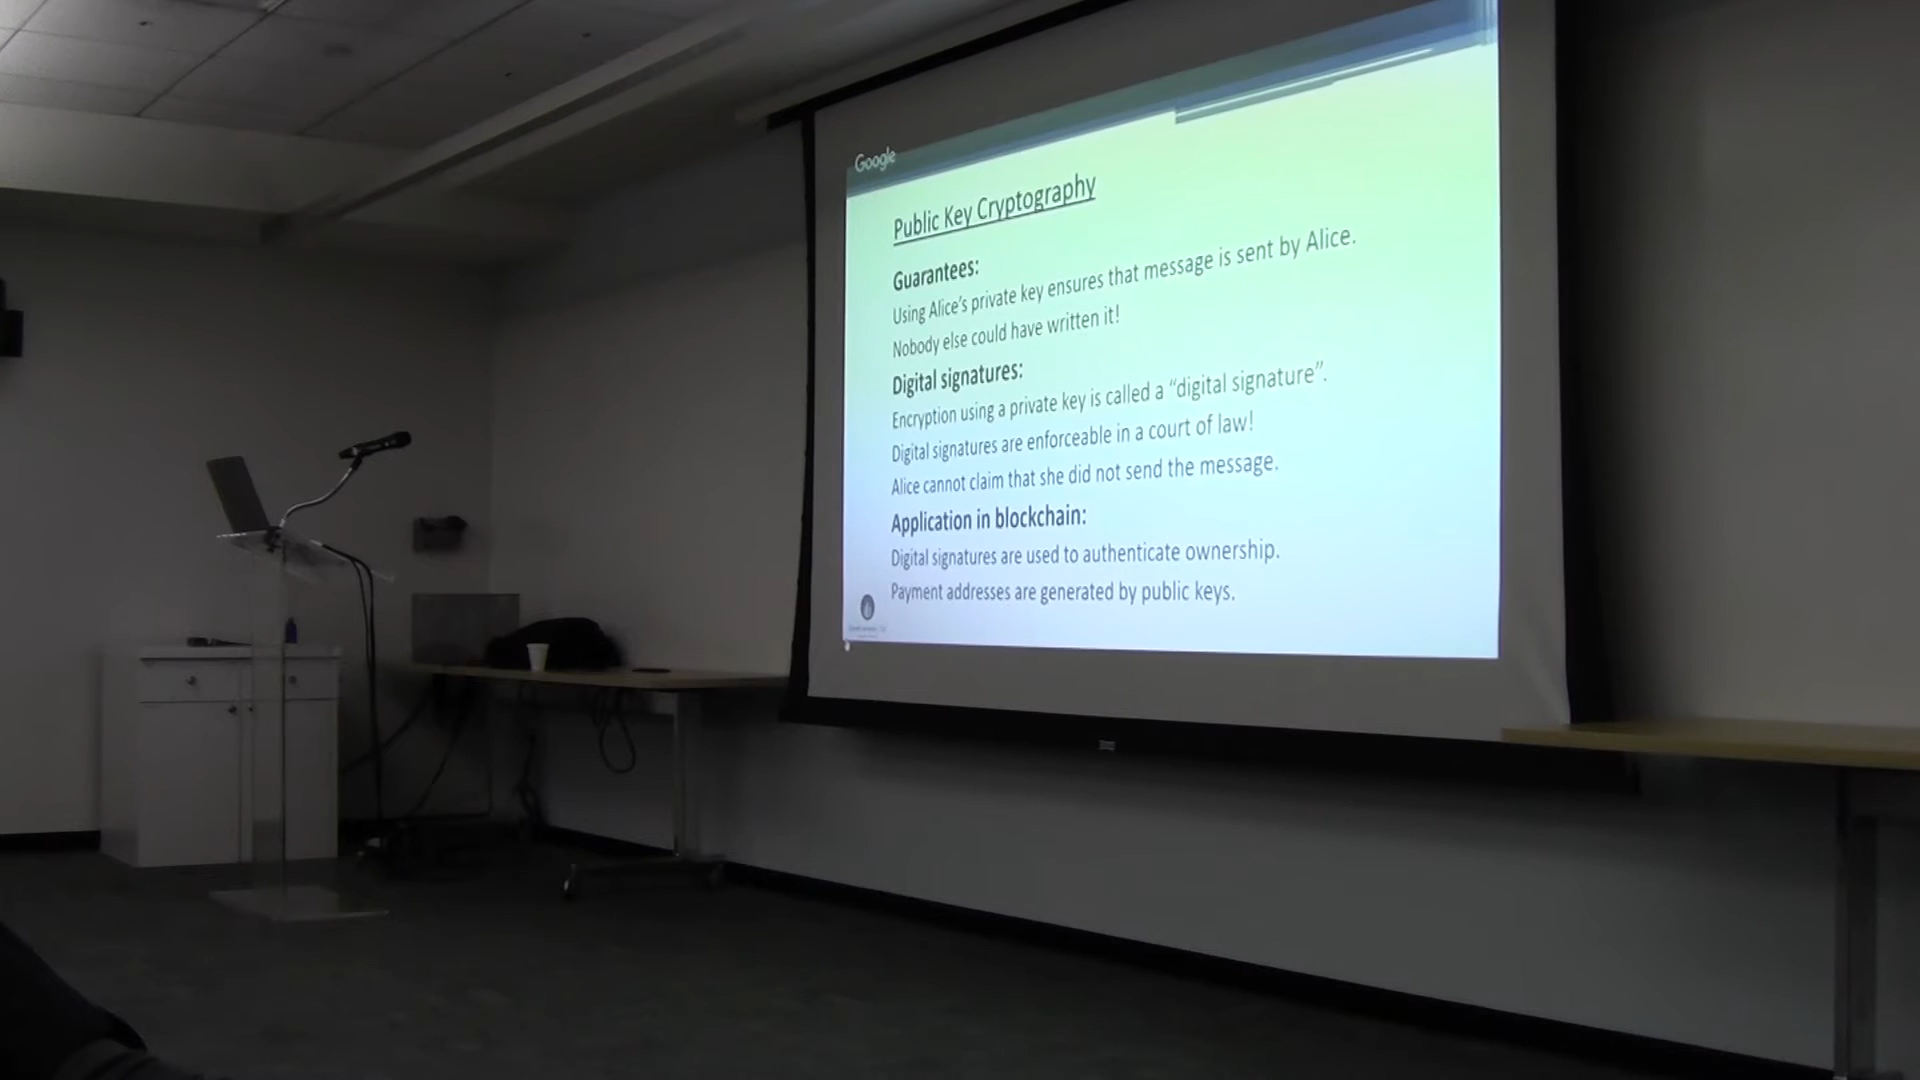 Google
Public Key Cryptography
Guarantees:
Using Alice's private key ensures that message is sent by Alice.
Nobody else could have written it!
Digital signatures:
Encryption using a private key is called a “digital signature”.
Digital signatures are enforceable in a court of law!
Alice cannot claim that she did not send the message.
Application in blockchain:
Digital signatures are used to authenticate ownership.
Payment addresses are generated by public keys.